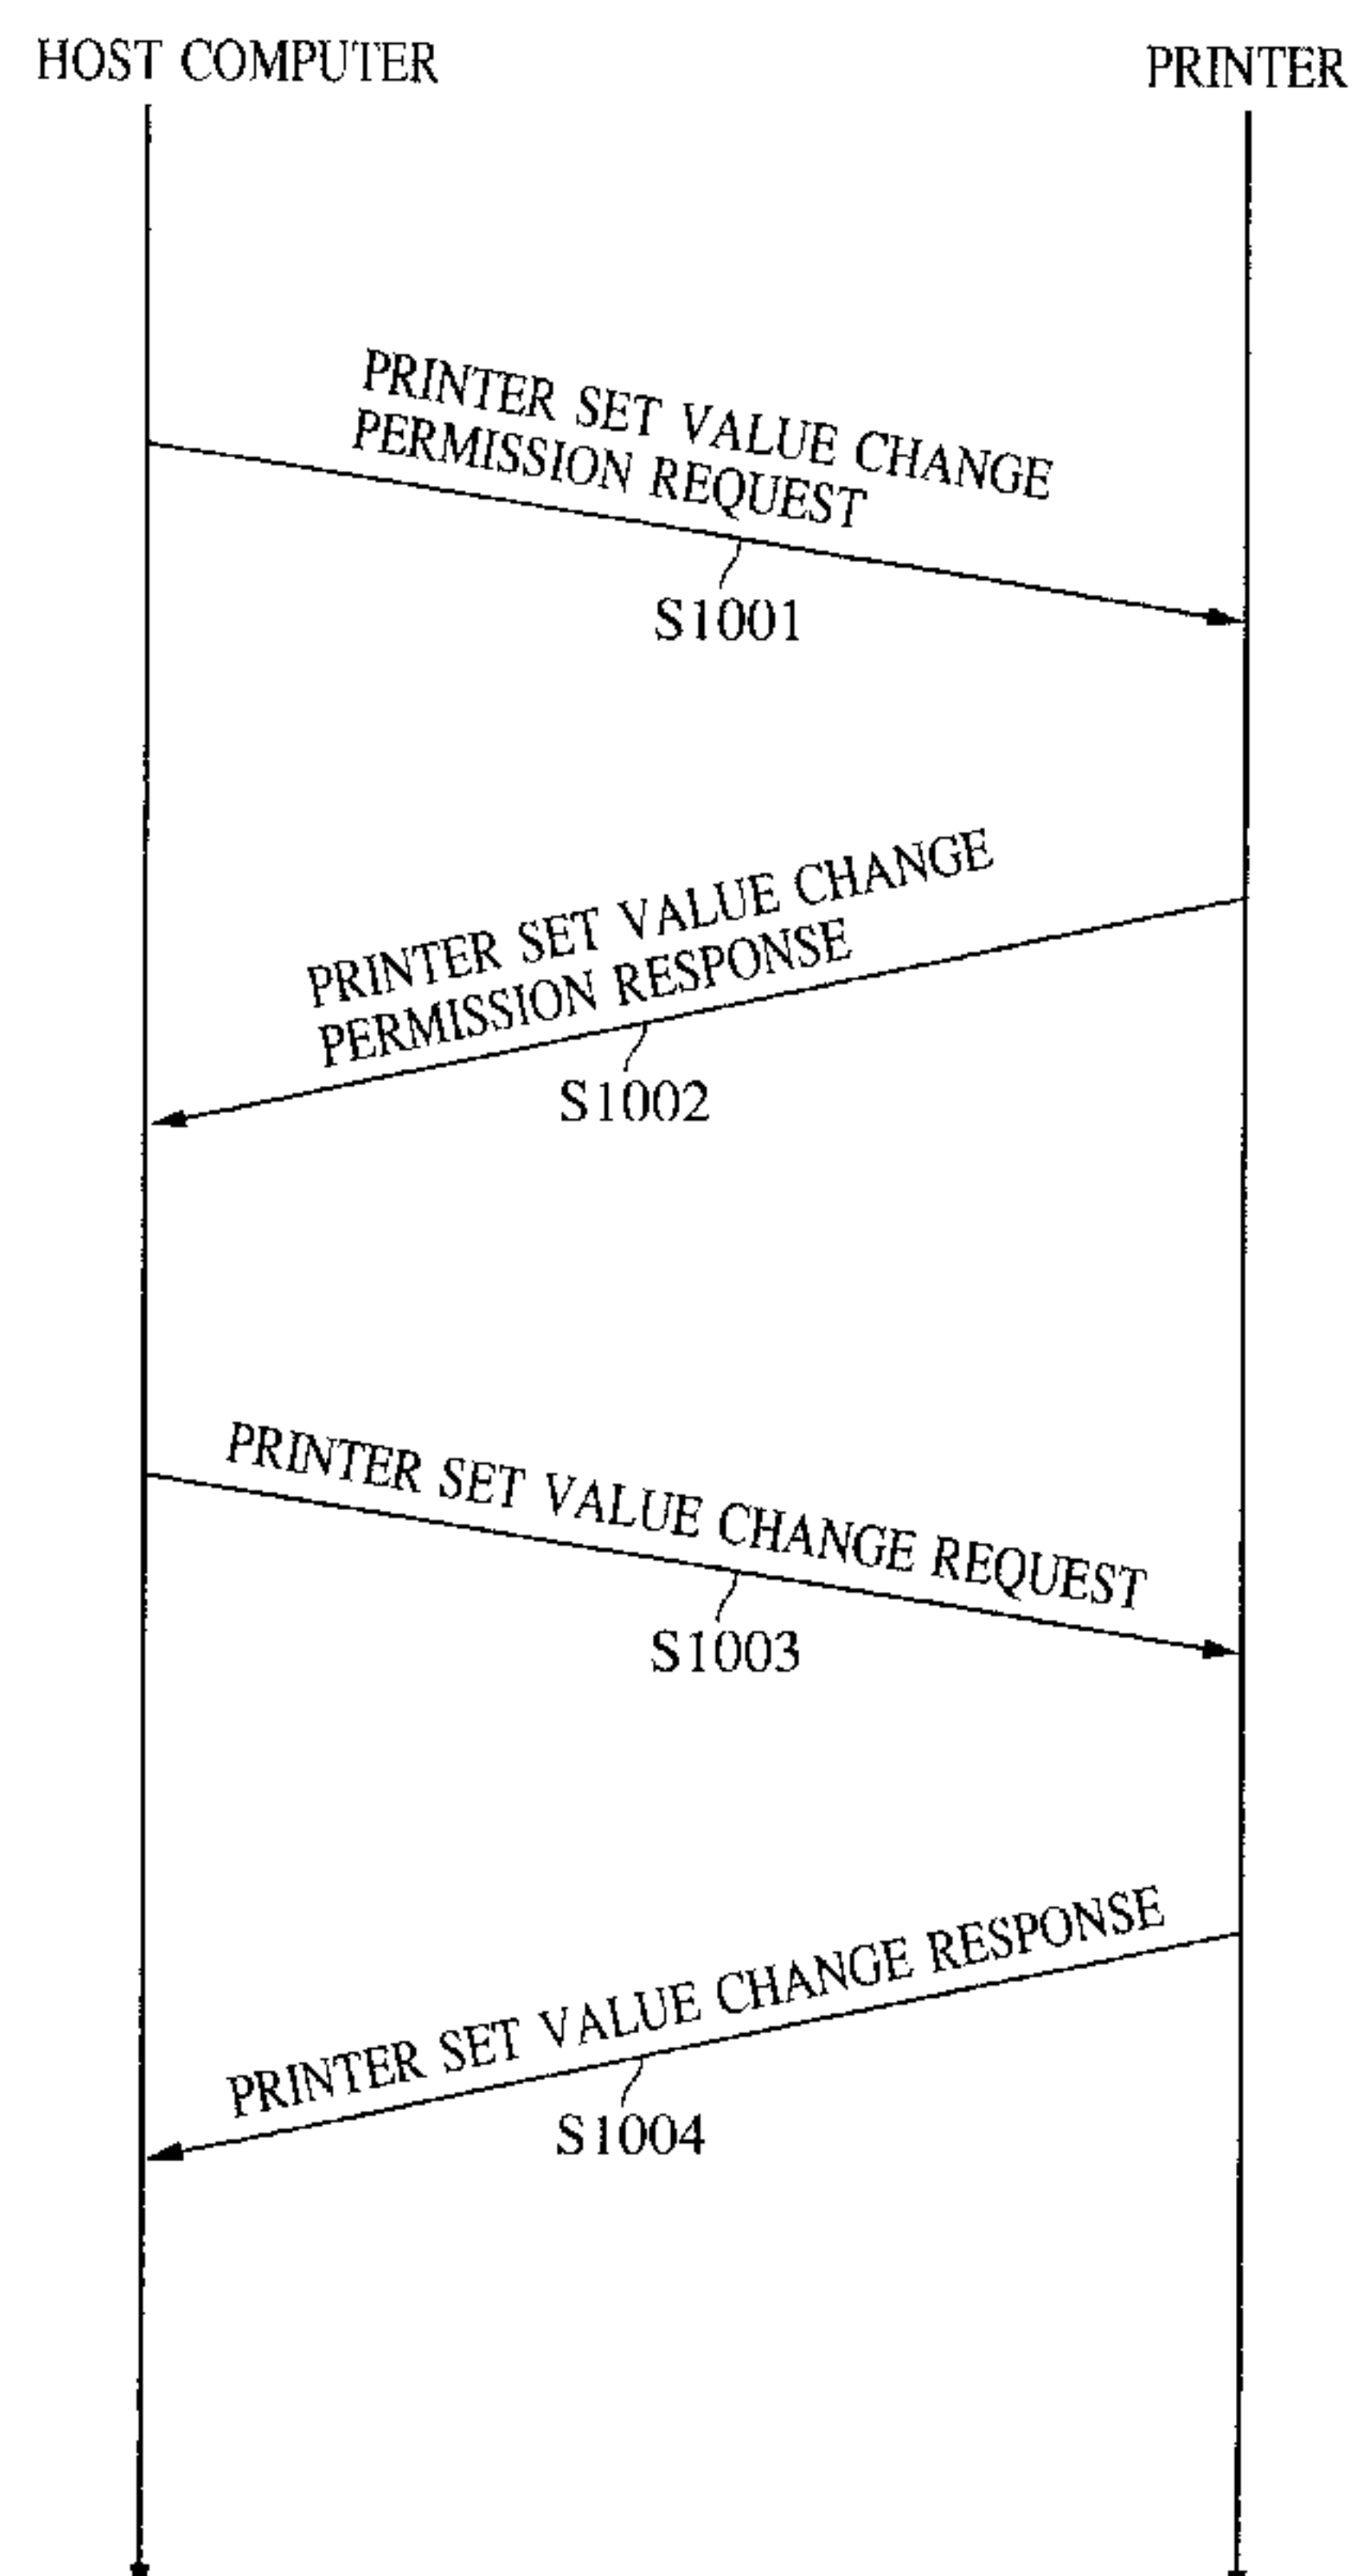 HOST COMPUTER
PRINTER
PRINTER SET VALUE CHANGE
PERMISSION REQUEST
S1001
PRINTER SET VALUE CHANGE
PERMISSION RESPONSE
S1002
PRINTER SET VALUE CHANGE REQUEST
S1003
PRINTER SET VALUE CHANGE RESPONSE
S1004